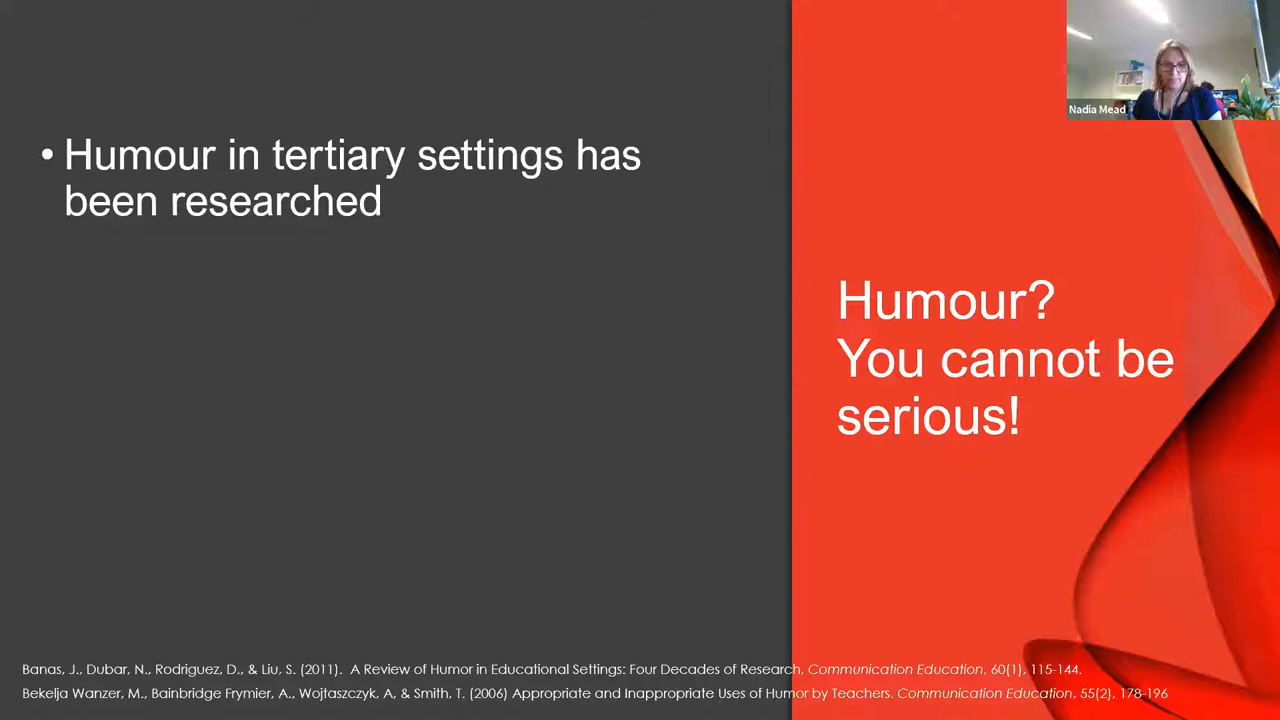 Nadia Mead
• Humour in tertiary settings has
been researched
Humour?
You cannot be
serious!
Banas, J., Dubar, N., Rodriguez, D., & Liu, S. (2011). A Review of Humor in Educational Settings: Four Decades of Research, Communication Education, 60(1), 115-144.
Bekelja Wanzer, M., Bainbridge Frymier, A., Wojtaszczyk, A, & Smith, T. (2006) Appropriate and Inappropriate Uses of Humor by Teachers. Communication Education, 55(2), 178-196